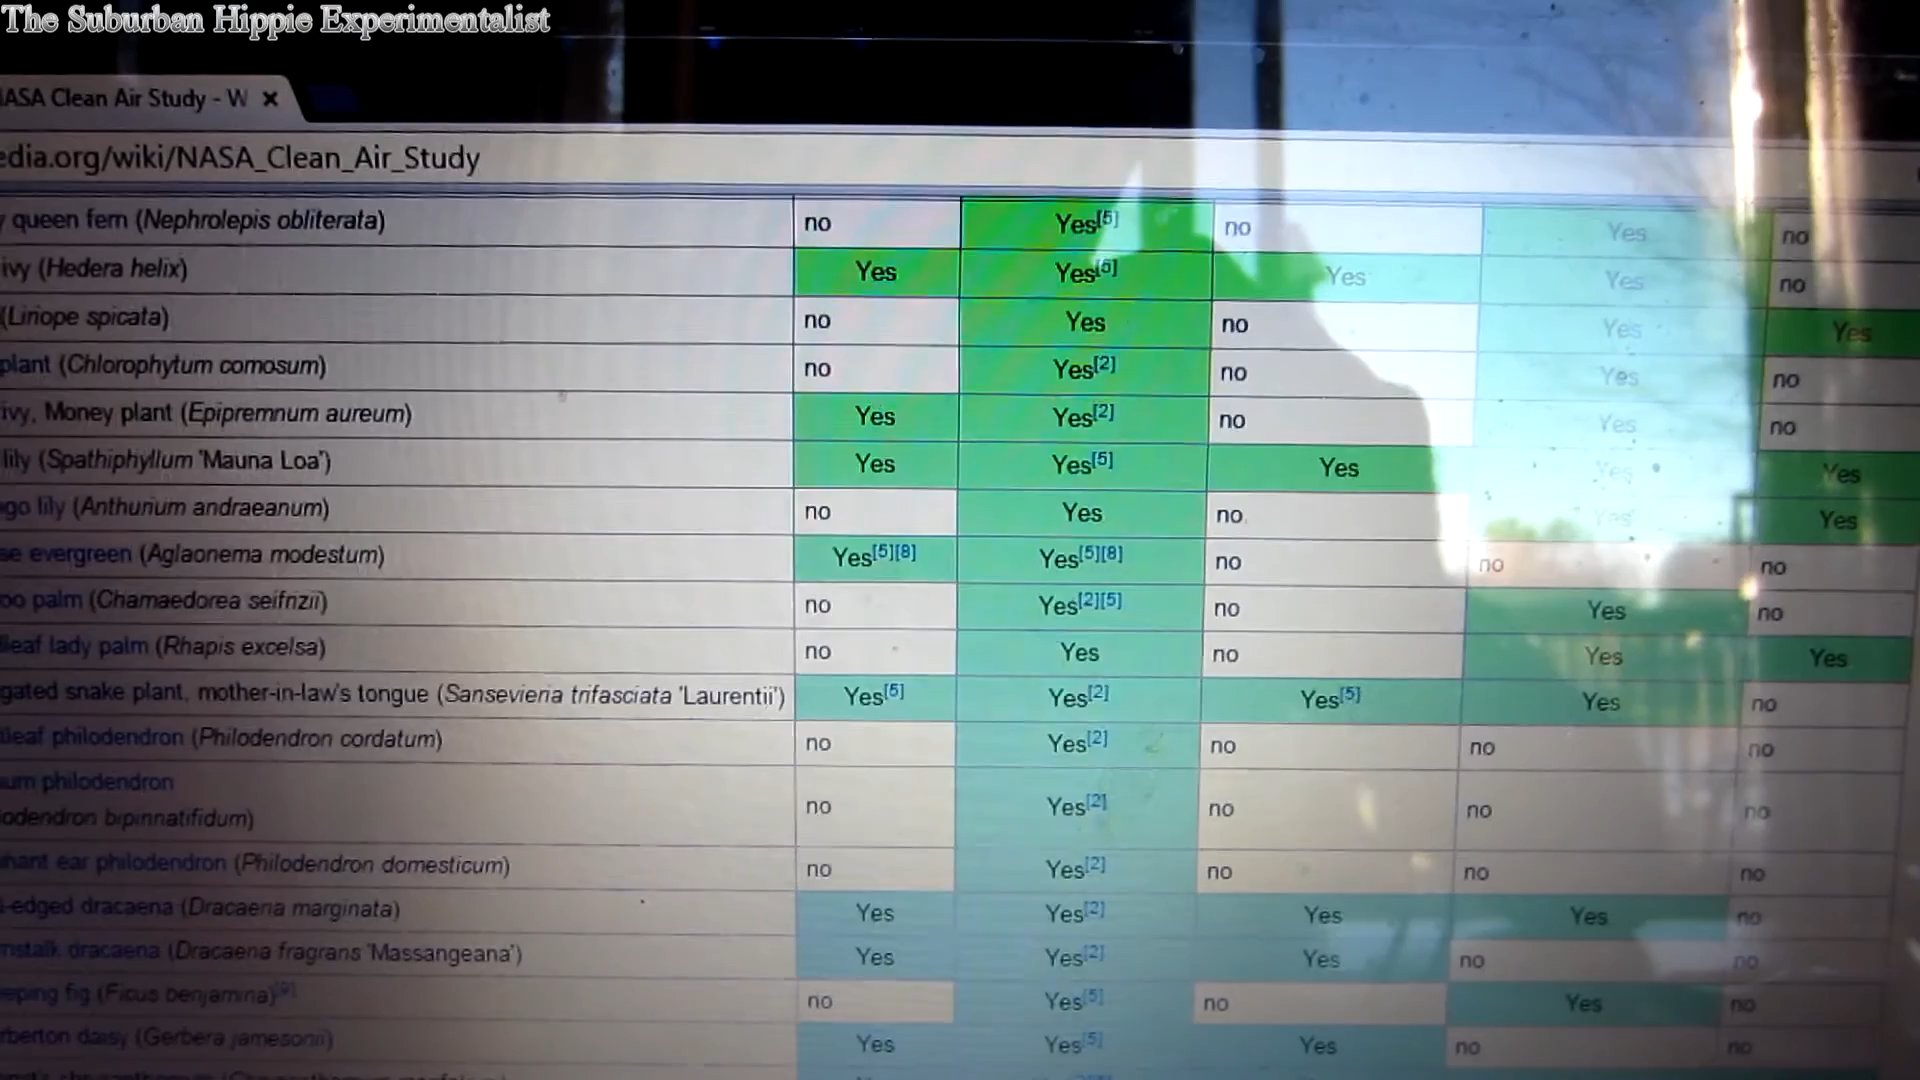 The Suburban Hippie Experimentalist
ASA Clean Air Study - W ×
edia.org/wiki/NASA_Clean_Air_Study
queen fern (Nephrolepis obliterata) no Yes[5] no Yes no
ivy (Hedera helix) Yes Yes[5] Yes Yes no
(Liriope spicata) no Yes no Yes Yes
plant (Chlorophytum comosum) no Yes[2] no Yes no
ivy, Money plant (Epipremnum aureum) Yes Yes[2] no Yes no
lily (Spathiphyllum 'Mauna Loa') Yes Yes[5] Yes Yes Yes
go lily (Anthurium andraeanum) no Yes no Yes Yes
se evergreen (Aglaonema modestum) Yes[5][8] Yes[5][8] no no no
oo palm (Chamaedorea seifrizii) no Yes[2][5] no Yes no
leaf lady palm (Rhapis excelsa) no Yes no Yes Yes
gated snake plant, mother-in-law's tongue (Sansevieria trifasciata 'Laurentii') Yes[5] Yes[2] Yes[5] Yes no
leaf philodendron (Philodendron cordatum) no Yes[2] no no no
um philodendron
odendron bipinnatifidum) no Yes[2] no no no
hant ear philodendron (Philodendron domesticum) no Yes[2] no no no
-edged dracaena (Dracaena marginata) Yes Yes[2] Yes Yes no
nstalk dracaena (Dracaena fragrans 'Massangeana') Yes Yes[2] Yes no no
eping fig (Ficus benjamina)[9] no Yes[5] no Yes no
rberton daisy (Gerbera jamesonii) Yes Yes[5] Yes no no